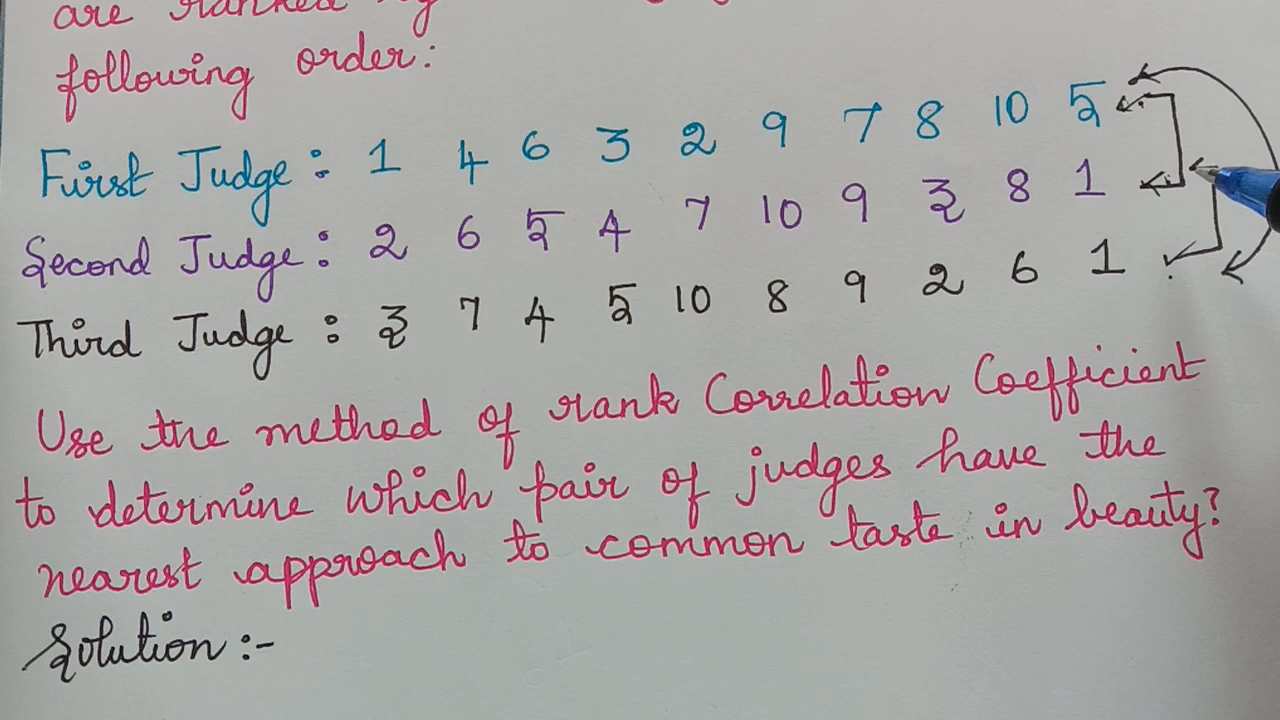 are ranked by
following order:
First Judge : 1 4 6 3 2 9 7 8 10 5
Second Judge : 2 6 5 4 7 10 9 3 8 1
Third Judge : 3 7 4 5 10 8 9 2 6 1
Use the method of rank Correlation Coefficient
to determine which pair of judges have the
nearest approach to common taste in beauty?
Solution :-